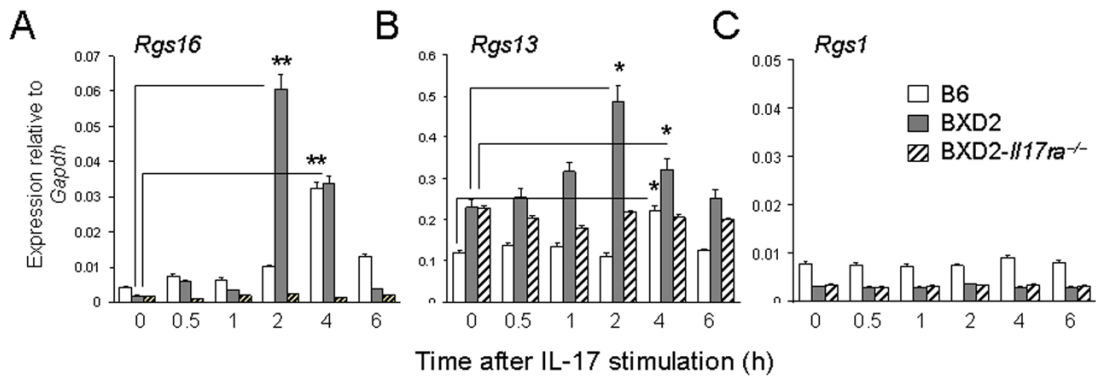 A
Rgs16
Expression relative to
Gapdh
0.07
0.06
0.05
0.04
0.03
0.02
0.01
0
**
**
0 0.5 1 2 4 6
B
Rgs13
0.6
0.5
0.4
0.3
0.2
0.1
0
*
*
*
0 0.5 1 2 4 6
C
Rgs1
0.05
0.04
0.03
0.02
0.01
0
B6
BXD2
BXD2-Il17ra−/−
0 0.5 1 2 4 6
Time after IL-17 stimulation (h)